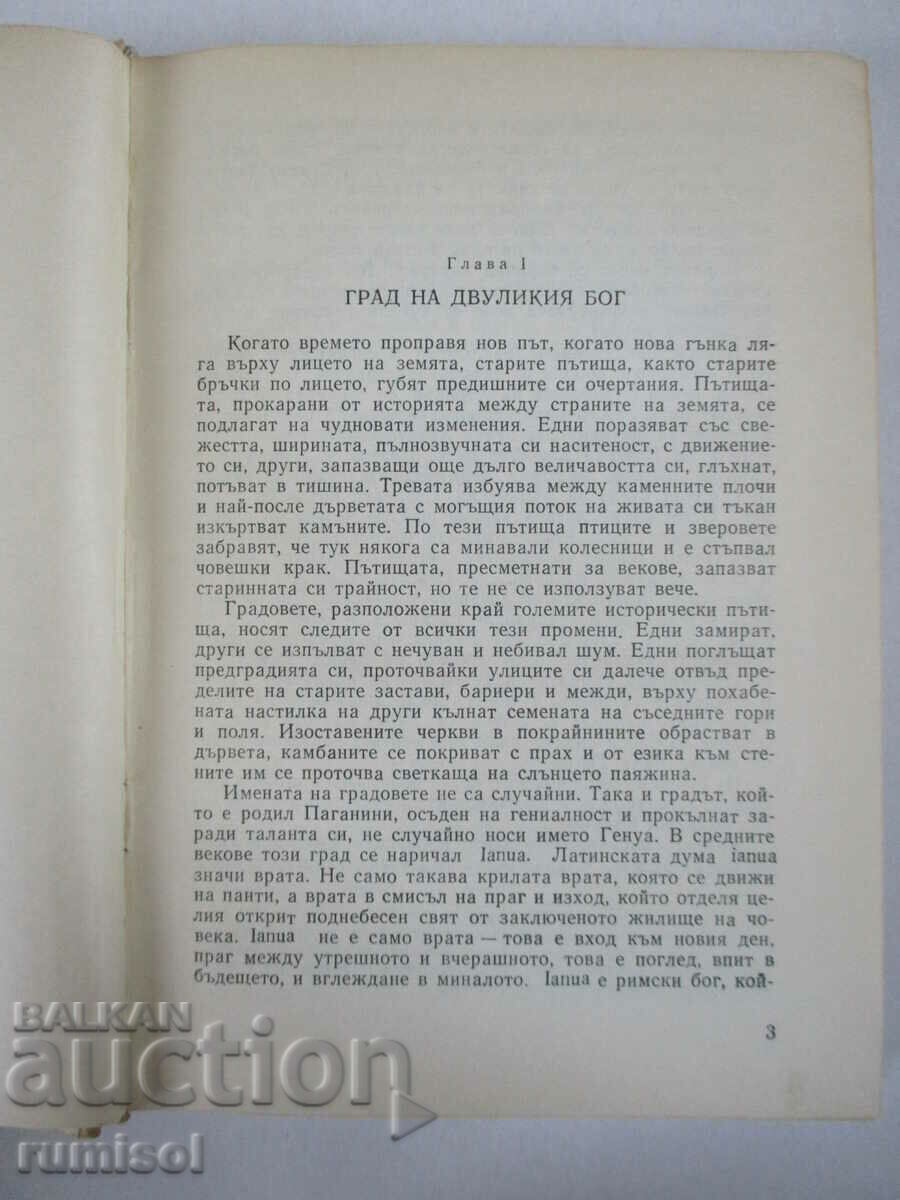 Глава 1
ГРАД НА ДВУЛИКИЯ БОГ
Когато времето проправя нов път, когато нова гънка ля-
га върху лицето на земята, старите пътища, както старите
бръчки по лицето, губят предишните си очертания. Пътища-
та, прокарани от историята между страните на земята, се
подлагат на чудновати изменения. Едни поразяват със све-
жестта, ширината, пълнозвучната си наситеност, с движение-
то си, други, запазващи още дълго величавостта си, глъхнат,
потъват в тишина. Тревата избуява между каменните плочи
и най-после дърветата с могъщия поток на живата си тъкан
изкъртват камъните. По тези пътища птиците и зверовете
забравят, че тук някога са минавали колесници и е стъпвал
човешки крак. Пътищата, пресметнати за векове, запазват
старинната си трайност, но те не се използуват вече.
Градовете, разположени край големите исторически пъти-
ща, носят следите от всички тези промени. Едни замират,
други се изпълват с нечуван и небивал шум. Едни поглъщат
предградията си, проточвайки улиците си далече отвъд пре-
делите на старите застави, бариери и межди, върху похабе-
ната настилка на други кълнат семената на съседните гори
и поля. Изоставените черкви в покрайнините обрастват в
дървета, камбаните се покриват с прах и от езика към сте-
ните им се проточва светкаща на слънцето паяжина.
Имената на градовете не са случайни. Така и градът, кой-
то е родил Паганини, осъден на гениалност и прокълнат за-
ради таланта си, не случайно носи името Генуа. В средните
векове този град се наричал Ianua. Латинската дума ianua
значи врата. Не само такава крилата врата, която се движи
на панти, а врата в смисъл на праг и изход, който отделя це-
лия открит поднебесен свят от заключеното жилище на чо-
века. Ianua не е само врата — това е вход към новия ден,
праг между утрешното и вчерашното, това е поглед, впит в
бъдещето, и вглеждане в миналото. Ianua е римски бог, кой-
3
BALKAN
auction
rumisol